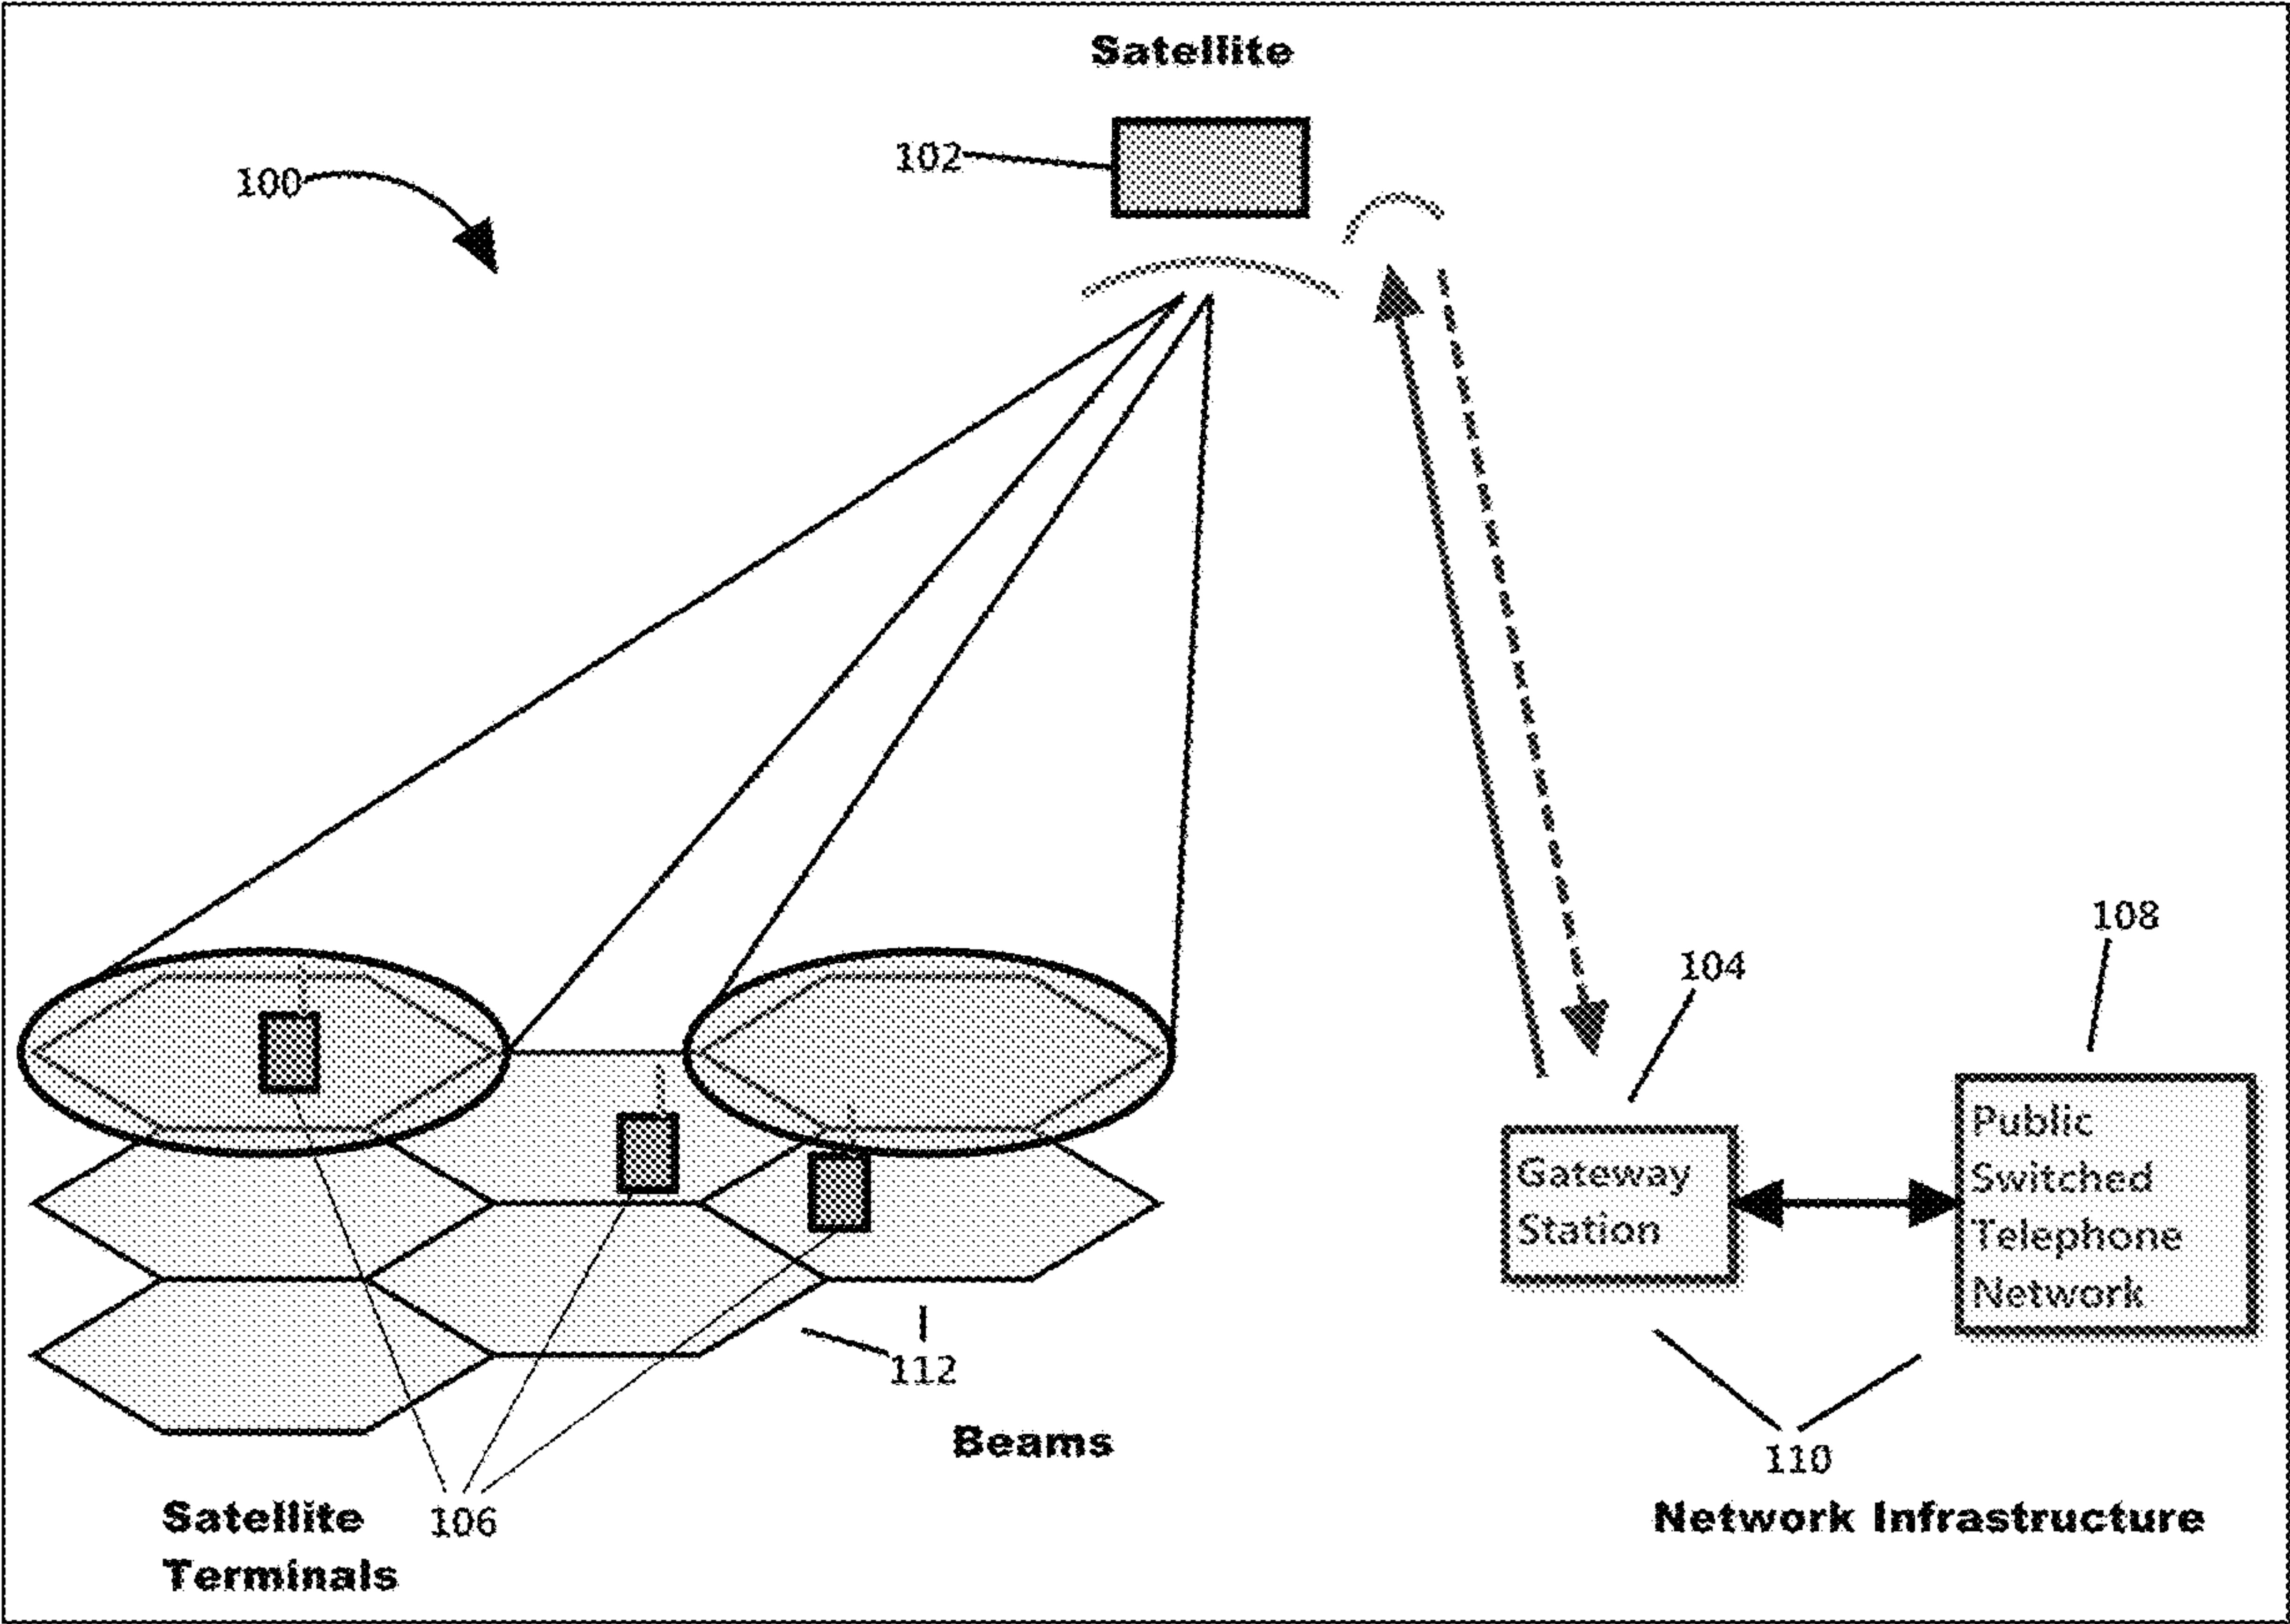 Satellite
102
100
108
104
Public
Switched
Telephone
Network
Gateway
Station
112
Beams
110
106
Satellite
Terminals
Network Infrastructure